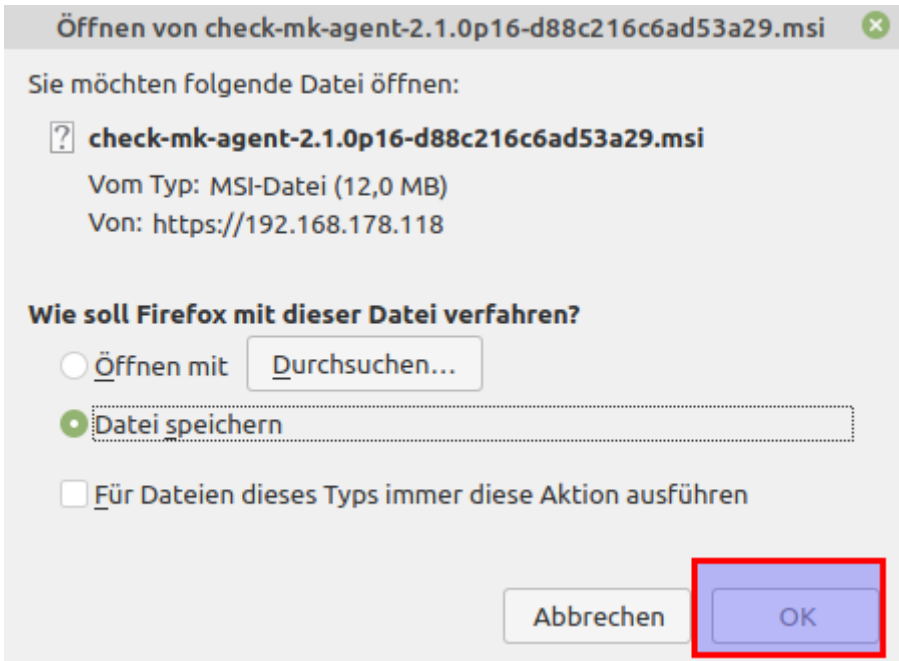 Öffnen von check-mk-agent-2.1.0p16-d88c216c6ad53a29.msi
Sie möchten folgende Datei öffnen:
check-mk-agent-2.1.0p16-d88c216c6ad53a29.msi
Vom Typ: MSI-Datei (12,0 MB)
Von: https://192.168.178.118
Wie soll Firefox mit dieser Datei verfahren?
Öffnen mit Durchsuchen…
Datei speichern
Für Dateien dieses Typs immer diese Aktion ausführen
Abbrechen OK